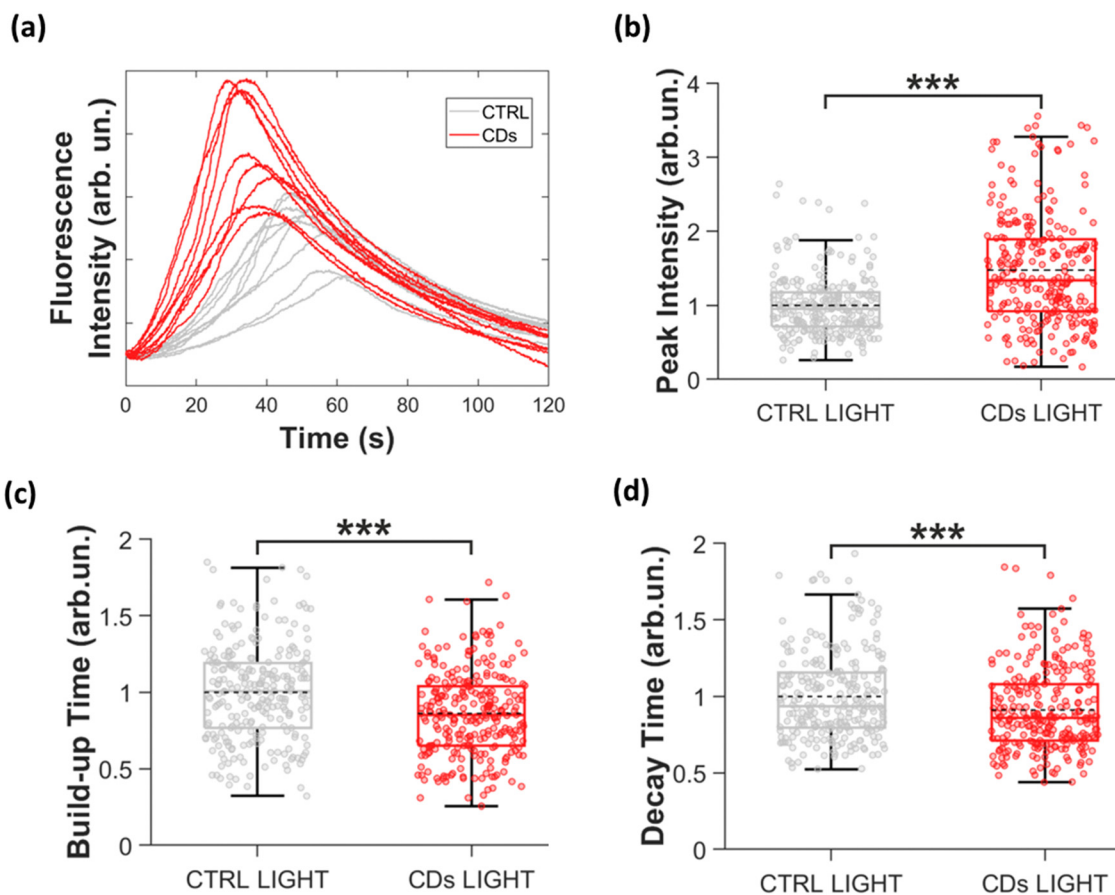 (a)
Fluorescence
Intensity (arb. un.)
CTRL
CDs
0 20 40 60 80 100 120
Time (s)
(b)
***
Peak Intensity (arb.un.)
4
3
2
1
0
CTRL LIGHT CDs LIGHT
(c)
***
Build-up Time (arb.un.)
2
1.5
1
0.5
0
CTRL LIGHT CDs LIGHT
(d)
***
Decay Time (arb.un.)
2
1.5
1
0.5
0
CTRL LIGHT CDs LIGHT